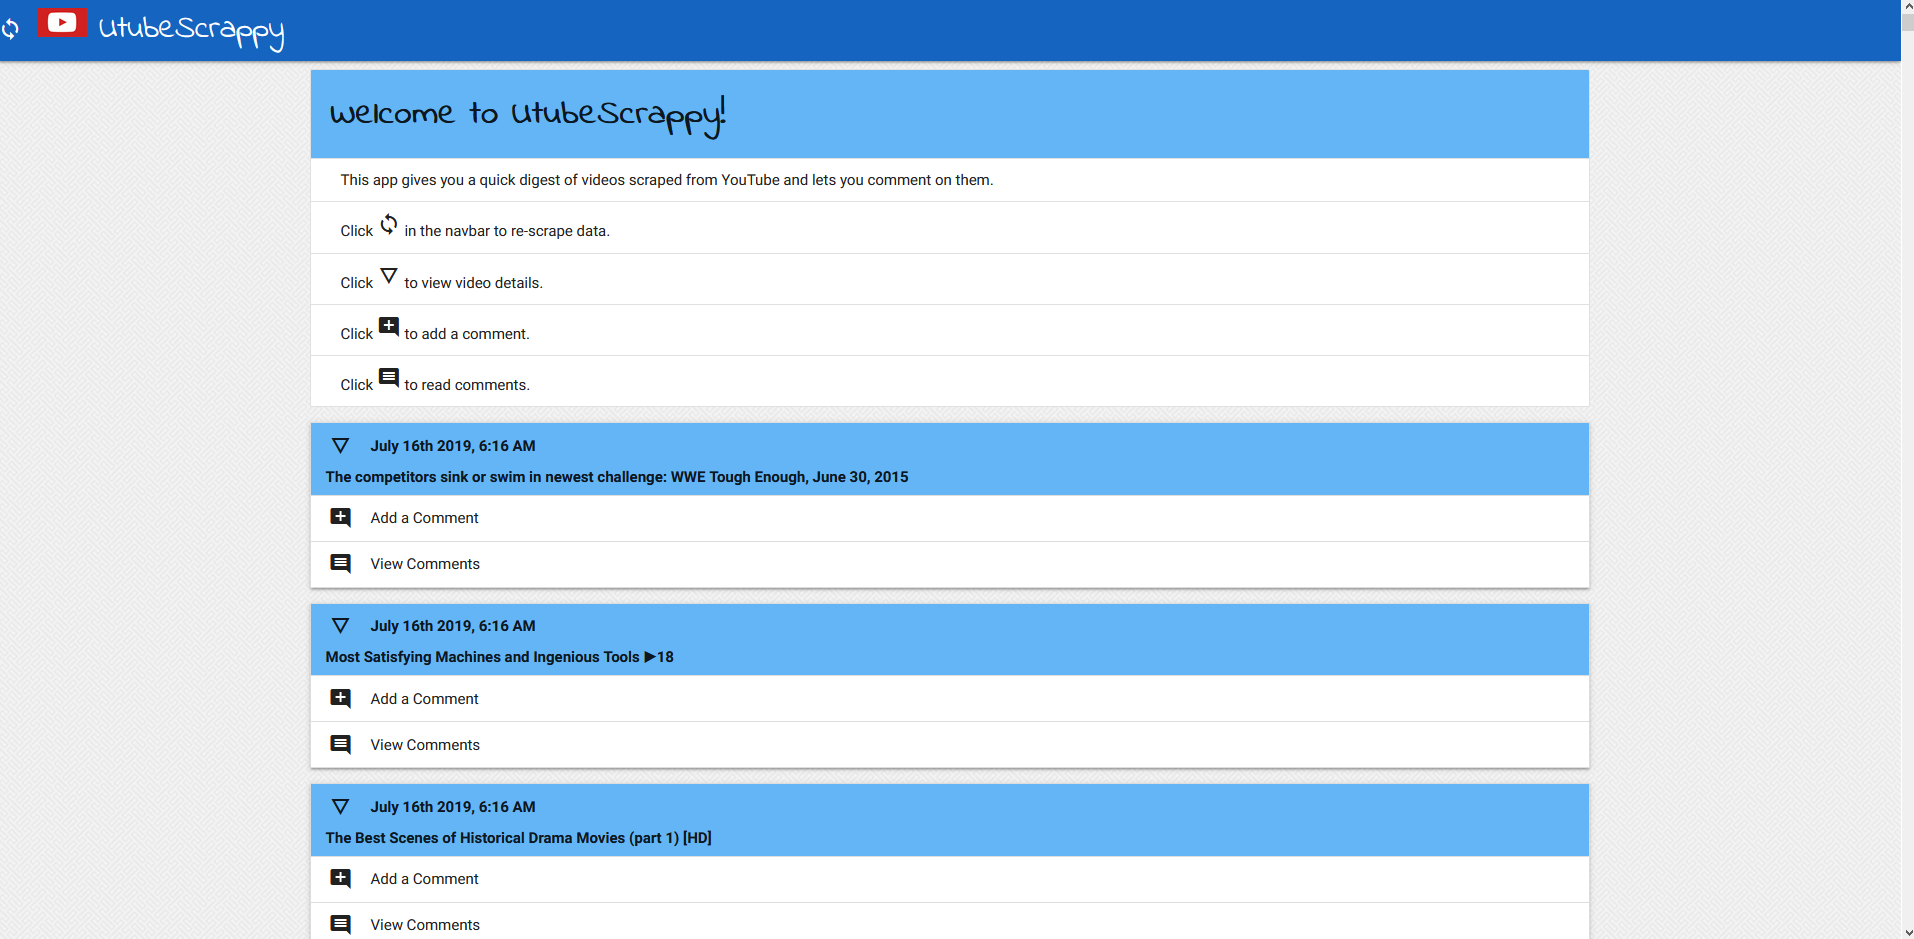 UtubeScrappy
Welcome to UtubeScrappy!
This app gives you a quick digest of videos scraped from YouTube and lets you comment on them.
Click in the navbar to re-scrape data.
Click to view video details.
Click to add a comment.
Click to read comments.
July 16th 2019, 6:16 AM
The competitors sink or swim in newest challenge: WWE Tough Enough, June 30, 2015
Add a Comment
View Comments
July 16th 2019, 6:16 AM
Most Satisfying Machines and Ingenious Tools ▶18
Add a Comment
View Comments
July 16th 2019, 6:16 AM
The Best Scenes of Historical Drama Movies (part 1) [HD]
Add a Comment
View Comments